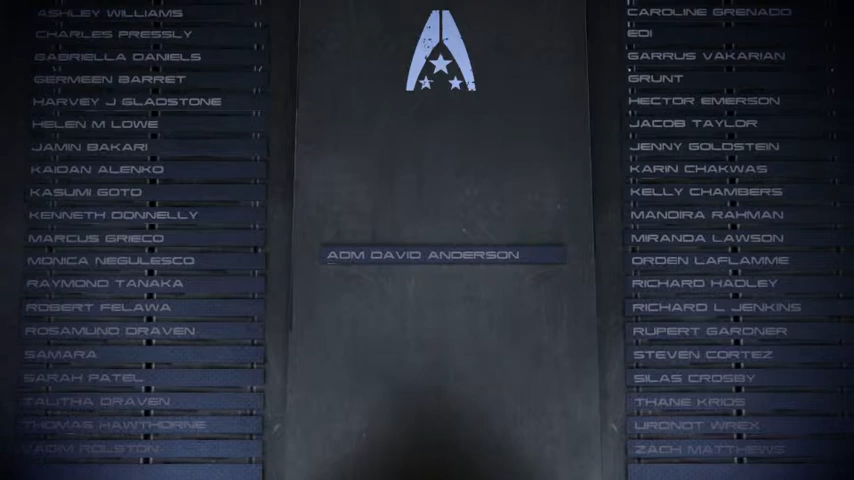 ASHLEY WILLIAMS
CHARLES PRESSLY
GABRIELLA DANIELS
GERMEEN BARRET
HARVEY J GLADSTONE
HELEN M LOWE
JAMIN BAKARI
KAIDAN ALENKO
KASUMI GOTO
KENNETH DONNELLY
MARCUS GRIECO
MONICA NEGULESCO
RAYMOND TANAKA
ROBERT FELAWA
ROSAMUND DRAVEN
SAMARA
SARAH PATEL
TALITHA DRAVEN
THOMAS HAWTHORNE
VADIM ROLSTON
ADM DAVID ANDERSON
CAROLINE GRENADO
EDI
GARRUS VAKARIAN
GRUNT
HECTOR EMERSON
JACOB TAYLOR
JENNY GOLDSTEIN
KARIN CHAKWAS
KELLY CHAMBERS
MANDIRA RAHMAN
MIRANDA LAWSON
ORDEN LAFLAMME
RICHARD HADLEY
RICHARD L JENKINS
RUPERT GARDNER
STEVEN CORTEZ
SILAS CROSBY
THANE KRIOS
URDNOT WREX
ZACH MATTHEWS